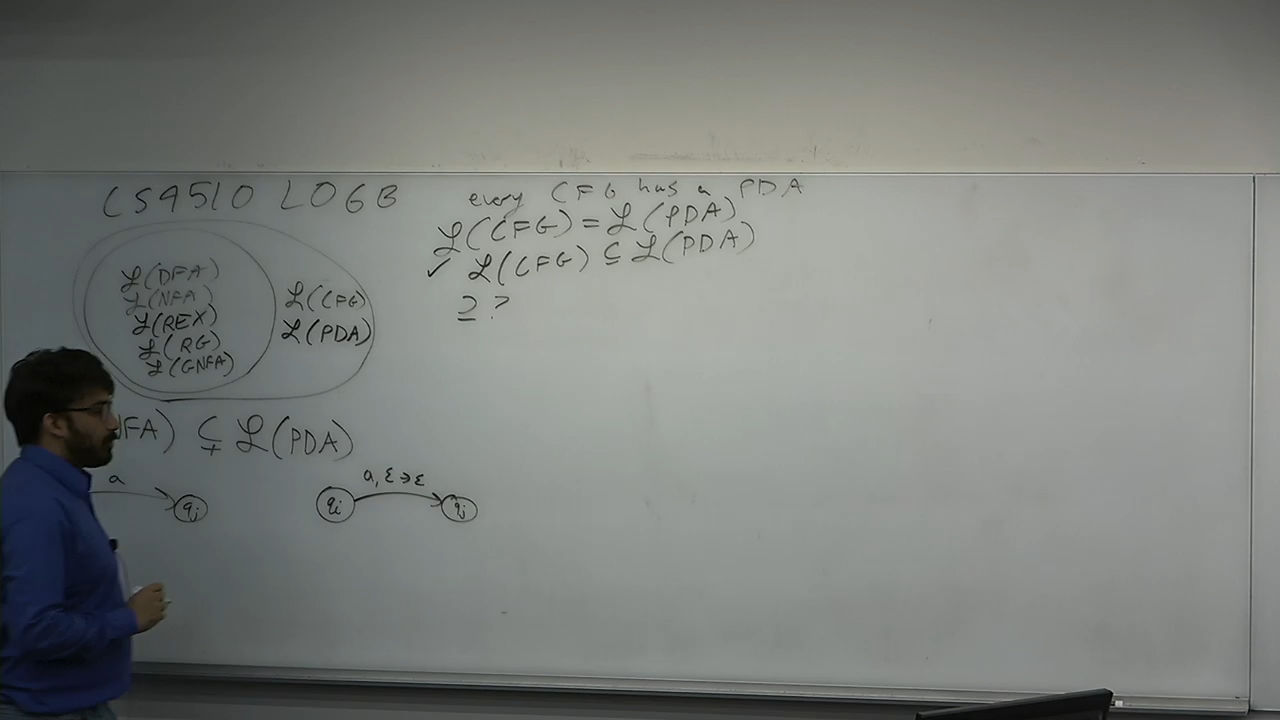 CS4510 L06B
every CFG has a PDA
ℒ(CFG) = ℒ(PDA)
✓ ℒ(CFG) ⊆ ℒ(PDA)
⊇ ?
ℒ(DFA)
ℒ(NFA)
ℒ(REX)
ℒ(RG)
ℒ(GNFA)
ℒ(CFG)
ℒ(PDA)
FA) ⊊ ℒ(PDA)
a
qj
qi
a, ε → ε
qj